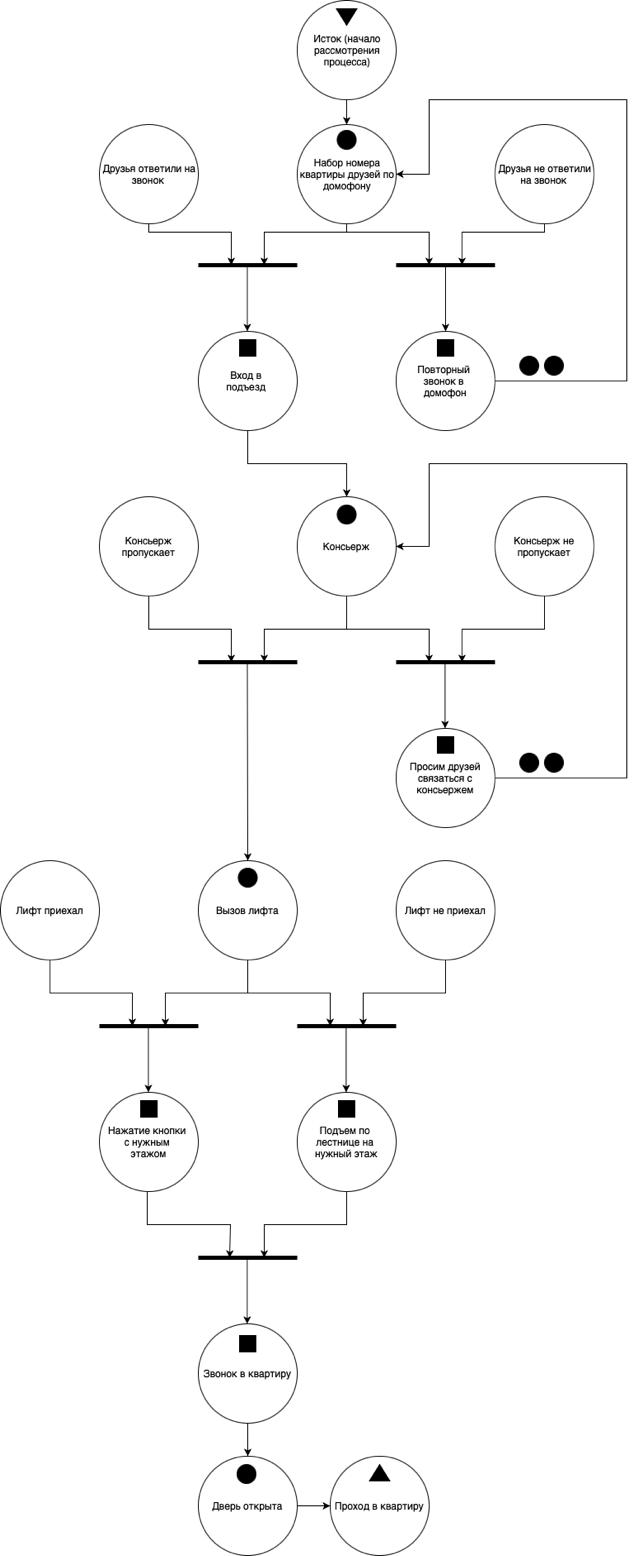 Исток (начало
рассмотрения
процесса)
Друзья ответили на
звонок
Набор номера
квартиры друзей по
домофону
Друзья не ответили
на звонок
Вход в
подъезд
Повторный
звонок в
домофон
Консьерж
пропускает
Консьерж
Консьерж не
пропускает
Просим друзей
связаться с
консьержем
Лифт приехал
Вызов лифта
Лифт не приехал
Нажатие кнопки
с нужным
этажом
Подъем по
лестнице на
нужный этаж
Звонок в квартиру
Дверь открыта
Проход в квартиру